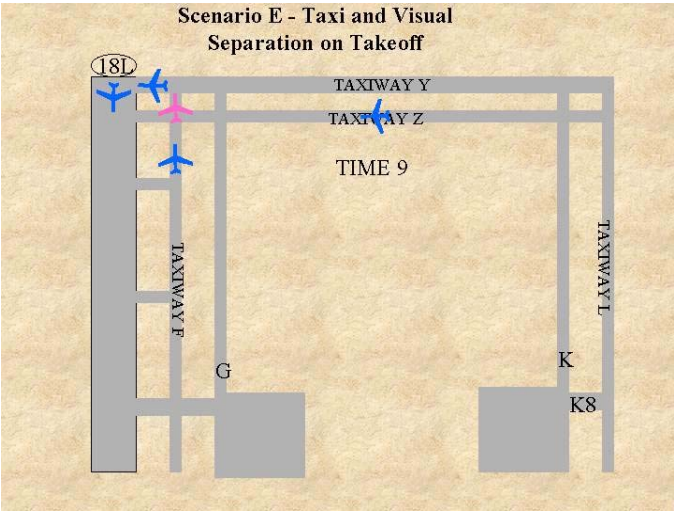 Scenario E - Taxi and Visual
Separation on Takeoff
18L
TAXIWAY Y
TAXIWAY Z
TIME 9
TAXIWAY F
TAXIWAY L
G
K
K8